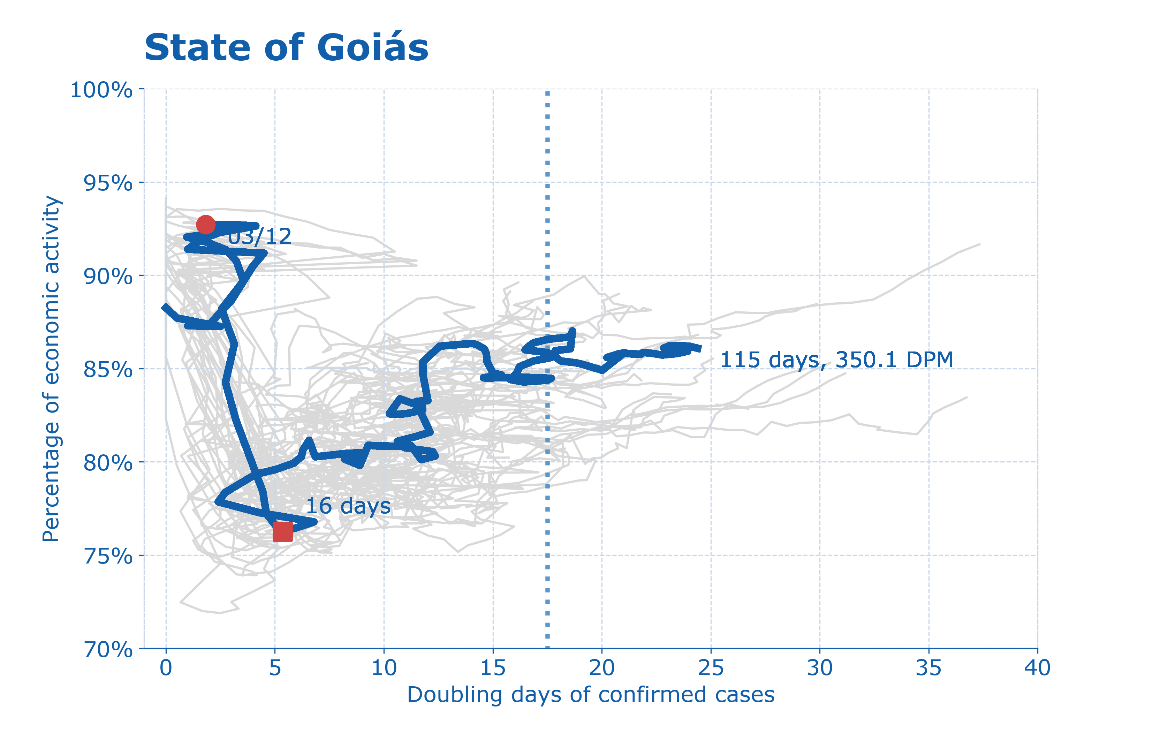 State of Goiás
100%
95%
90%
85%
80%
75%
70%
Percentage of economic activity
03/12
115 days, 350.1 DPM
16 days
0 5 10 15 20 25 30 35 40
Doubling days of confirmed cases